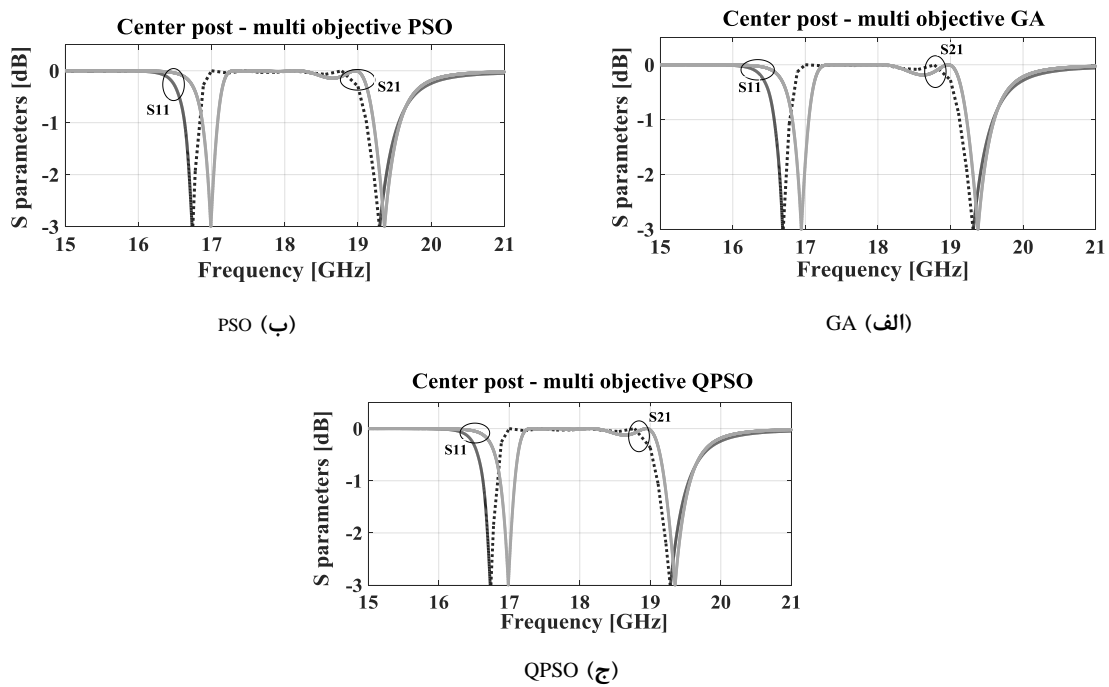 Center post - multi objective PSO
S parameters [dB]
0
-1
-2
-3
S11
S21
15 16 17 18 19 20 21
Frequency [GHz]
(ب) PSO
Center post - multi objective GA
S parameters [dB]
0
-1
-2
-3
S11
S21
15 16 17 18 19 20 21
Frequency [GHz]
(الف) GA
Center post - multi objective QPSO
S parameters [dB]
0
-1
-2
-3
S11
S21
15 16 17 18 19 20 21
Frequency [GHz]
(ج) QPSO